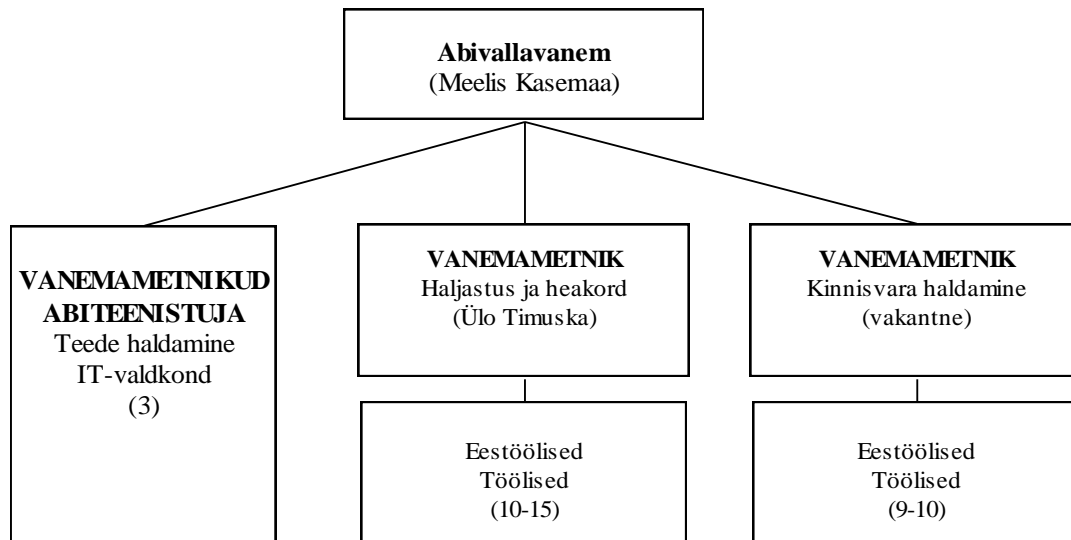 Abivallavanem
(Meelis Kasemaa)
VANEMAMETNIKUD
ABITEENISTUJA
Teede haldamine
IT-valdkond
(3)
VANEMAMETNIK
Haljastus ja heakord
(Ülo Timuska)
VANEMAMETNIK
Kinnisvara haldamine
(vakantne)
Eestöölised
Töölised
(10-15)
Eestöölised
Töölised
(9-10)